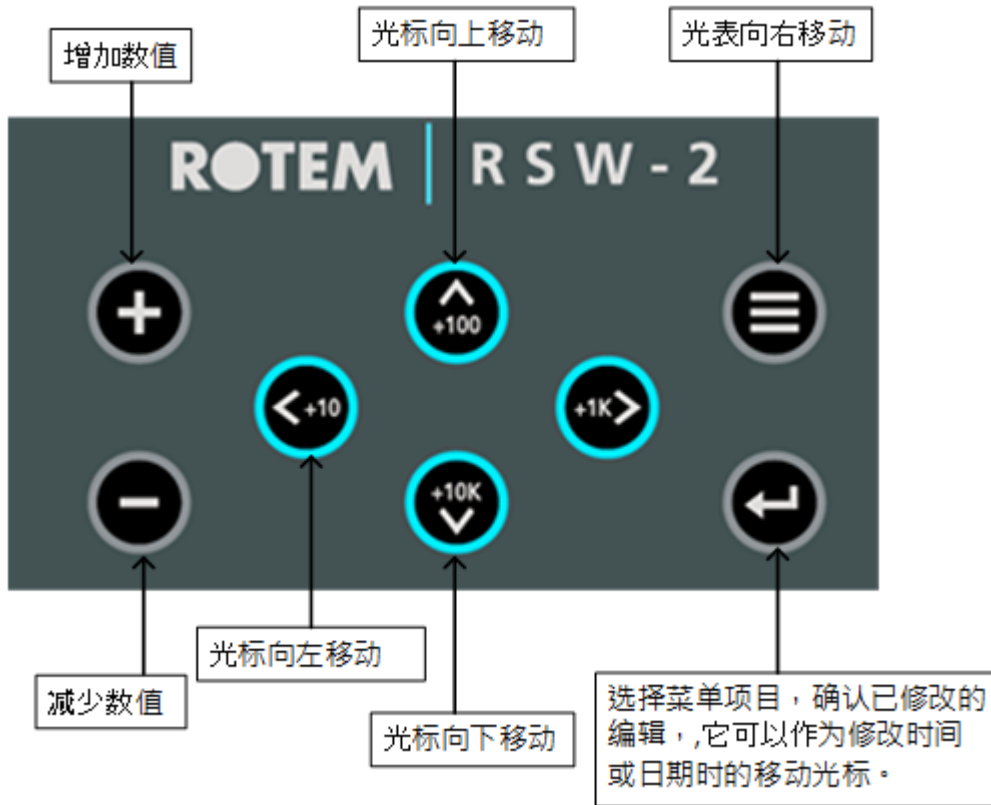 增加数值
光标向上移动
光表向右移动
ROTEM | RSW-2
+
+100
<+10
+1K>
-
+10K
光标向左移动
减少数值
光标向下移动
选择菜单项目，确认已修改的
编辑，,它可以作为修改时间
或日期时的移动光标。